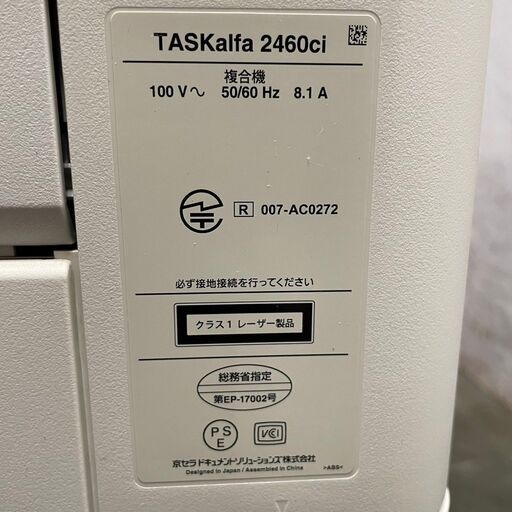 TASKalfa 2460ci
複合機
100 V～ 50/60 Hz 8.1 A
R 007-AC0272
必ず接地接続を行ってください
クラス1 レーザー製品
総務省指定
第EP-17002号
PS
E
VCI
京セラドキュメントソリューションズ株式会社
Designed in Japan / Assembled in China
>ABS<